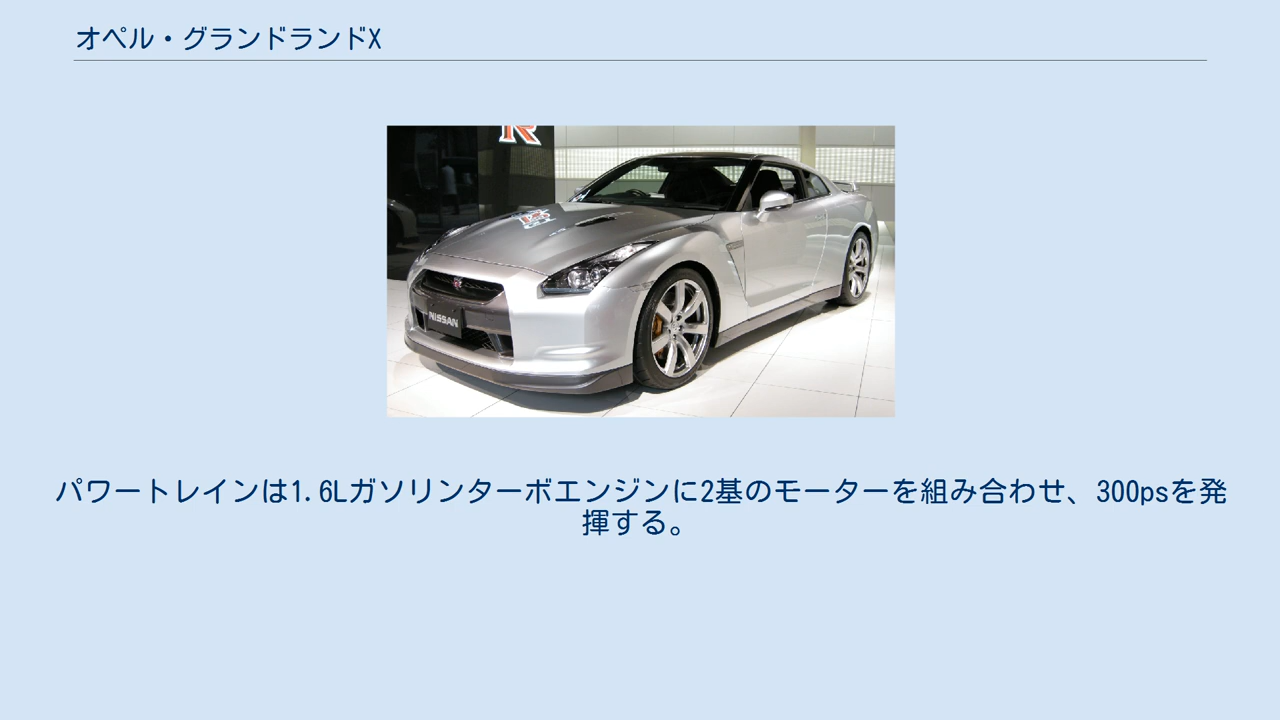 オペル・グランドランドX
R
NISSAN
パワートレインは1.6Lガソリンターボエンジンに2基のモーターを組み合わせ、300psを発
揮する。